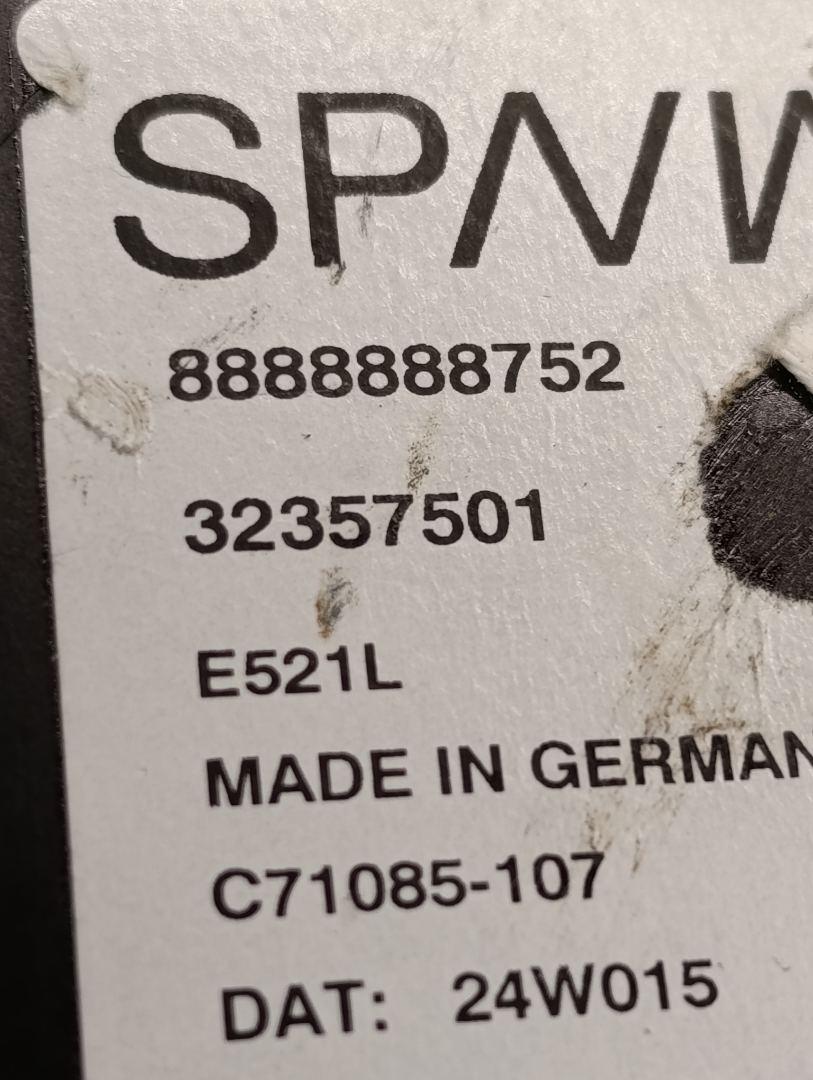 SPAW
8888888752
32357501
E521L
MADE IN GERMAN
C71085-107
DAT: 24W015